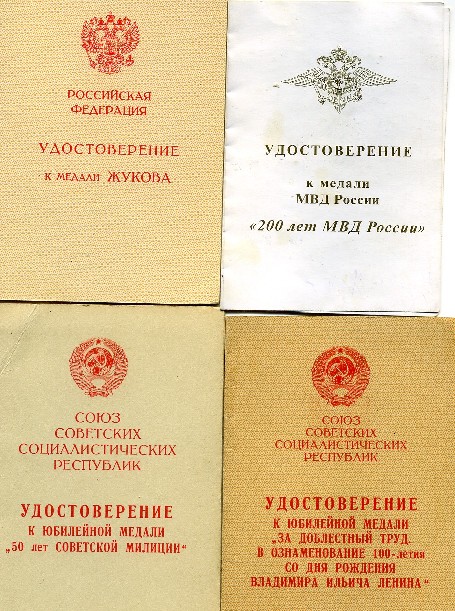 РОССИЙСКАЯ
ФЕДЕРАЦИЯ
УДОСТОВЕРЕНИЕ
К МЕДАЛИ ЖУКОВА
УДОСТОВЕРЕНИЕ
к медали
МВД России
«200 лет МВД России»
СОЮЗ
СОВЕТСКИХ
СОЦИАЛИСТИЧЕСКИХ
РЕСПУБЛИК
УДОСТОВЕРЕНИЕ
К ЮБИЛЕЙНОЙ МЕДАЛИ
„50 лет СОВЕТСКОЙ МИЛИЦИИ"
СОЮЗ
СОВЕТСКИХ
СОЦИАЛИСТИЧЕСКИХ
РЕСПУБЛИК
УДОСТОВЕРЕНИЕ
К ЮБИЛЕЙНОЙ МЕДАЛИ
„ЗА ДОБЛЕСТНЫЙ ТРУД.
В ОЗНАМЕНОВАНИЕ 100-летия
СО ДНЯ РОЖДЕНИЯ
ВЛАДИМИРА ИЛЬИЧА ЛЕНИНА"